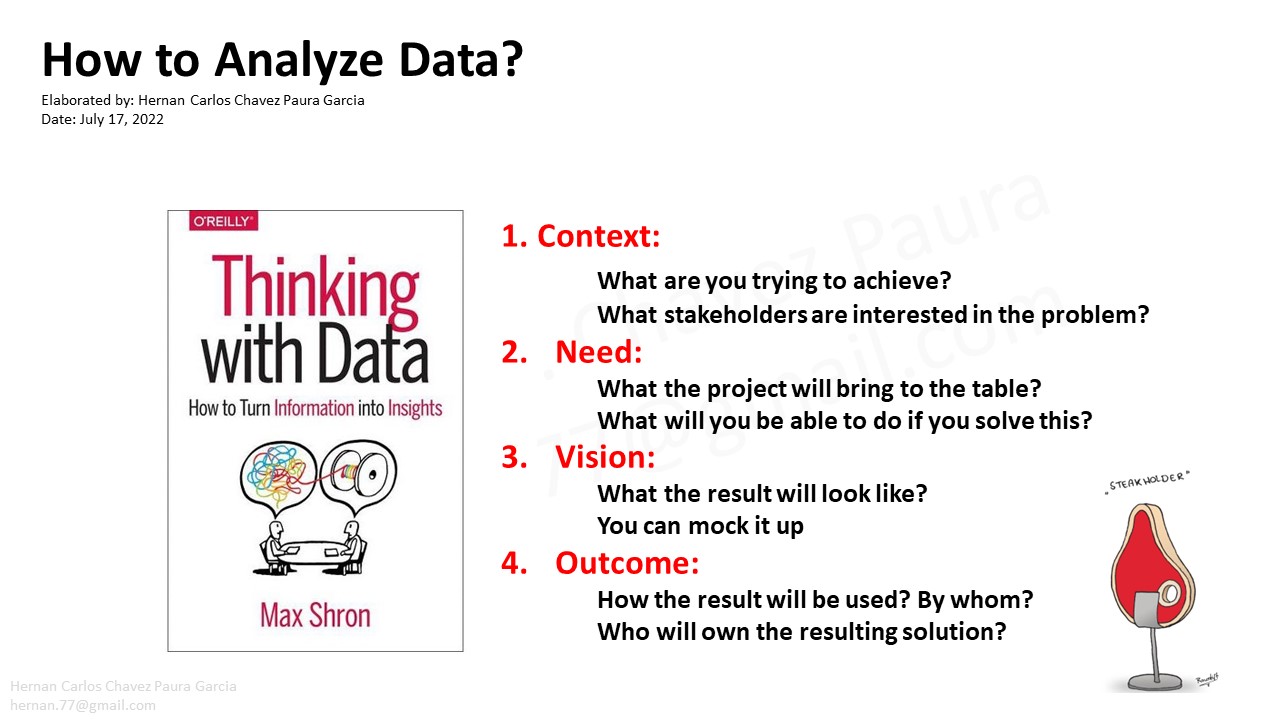 How to Analyze Data?
Elaborated by: Hernan Carlos Chavez Paura Garcia
Date: July 17, 2022
O'REILLY®
Thinking
with Data
How to Turn Information into Insights
Max Shron
1. Context:
What are you trying to achieve?
What stakeholders are interested in the problem?
2. Need:
What the project will bring to the table?
What will you be able to do if you solve this?
3. Vision:
What the result will look like?
You can mock it up
4. Outcome:
How the result will be used? By whom?
Who will own the resulting solution?
"STEAKHOLDER"
. Chavez Paura
77@gmail.com
Hernan Carlos Chavez Paura Garcia
hernan.77@gmail.com